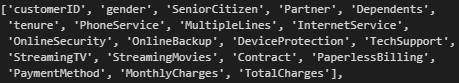 ['customerID', 'gender', 'SeniorCitizen', 'Partner', 'Dependents',
'tenure', 'PhoneService', 'MultipleLines', 'InternetService',
'OnlineSecurity', 'OnlineBackup', 'DeviceProtection', 'TechSupport',
'StreamingTV', 'StreamingMovies', 'Contract', 'PaperlessBilling',
'PaymentMethod', 'MonthlyCharges', 'TotalCharges'],